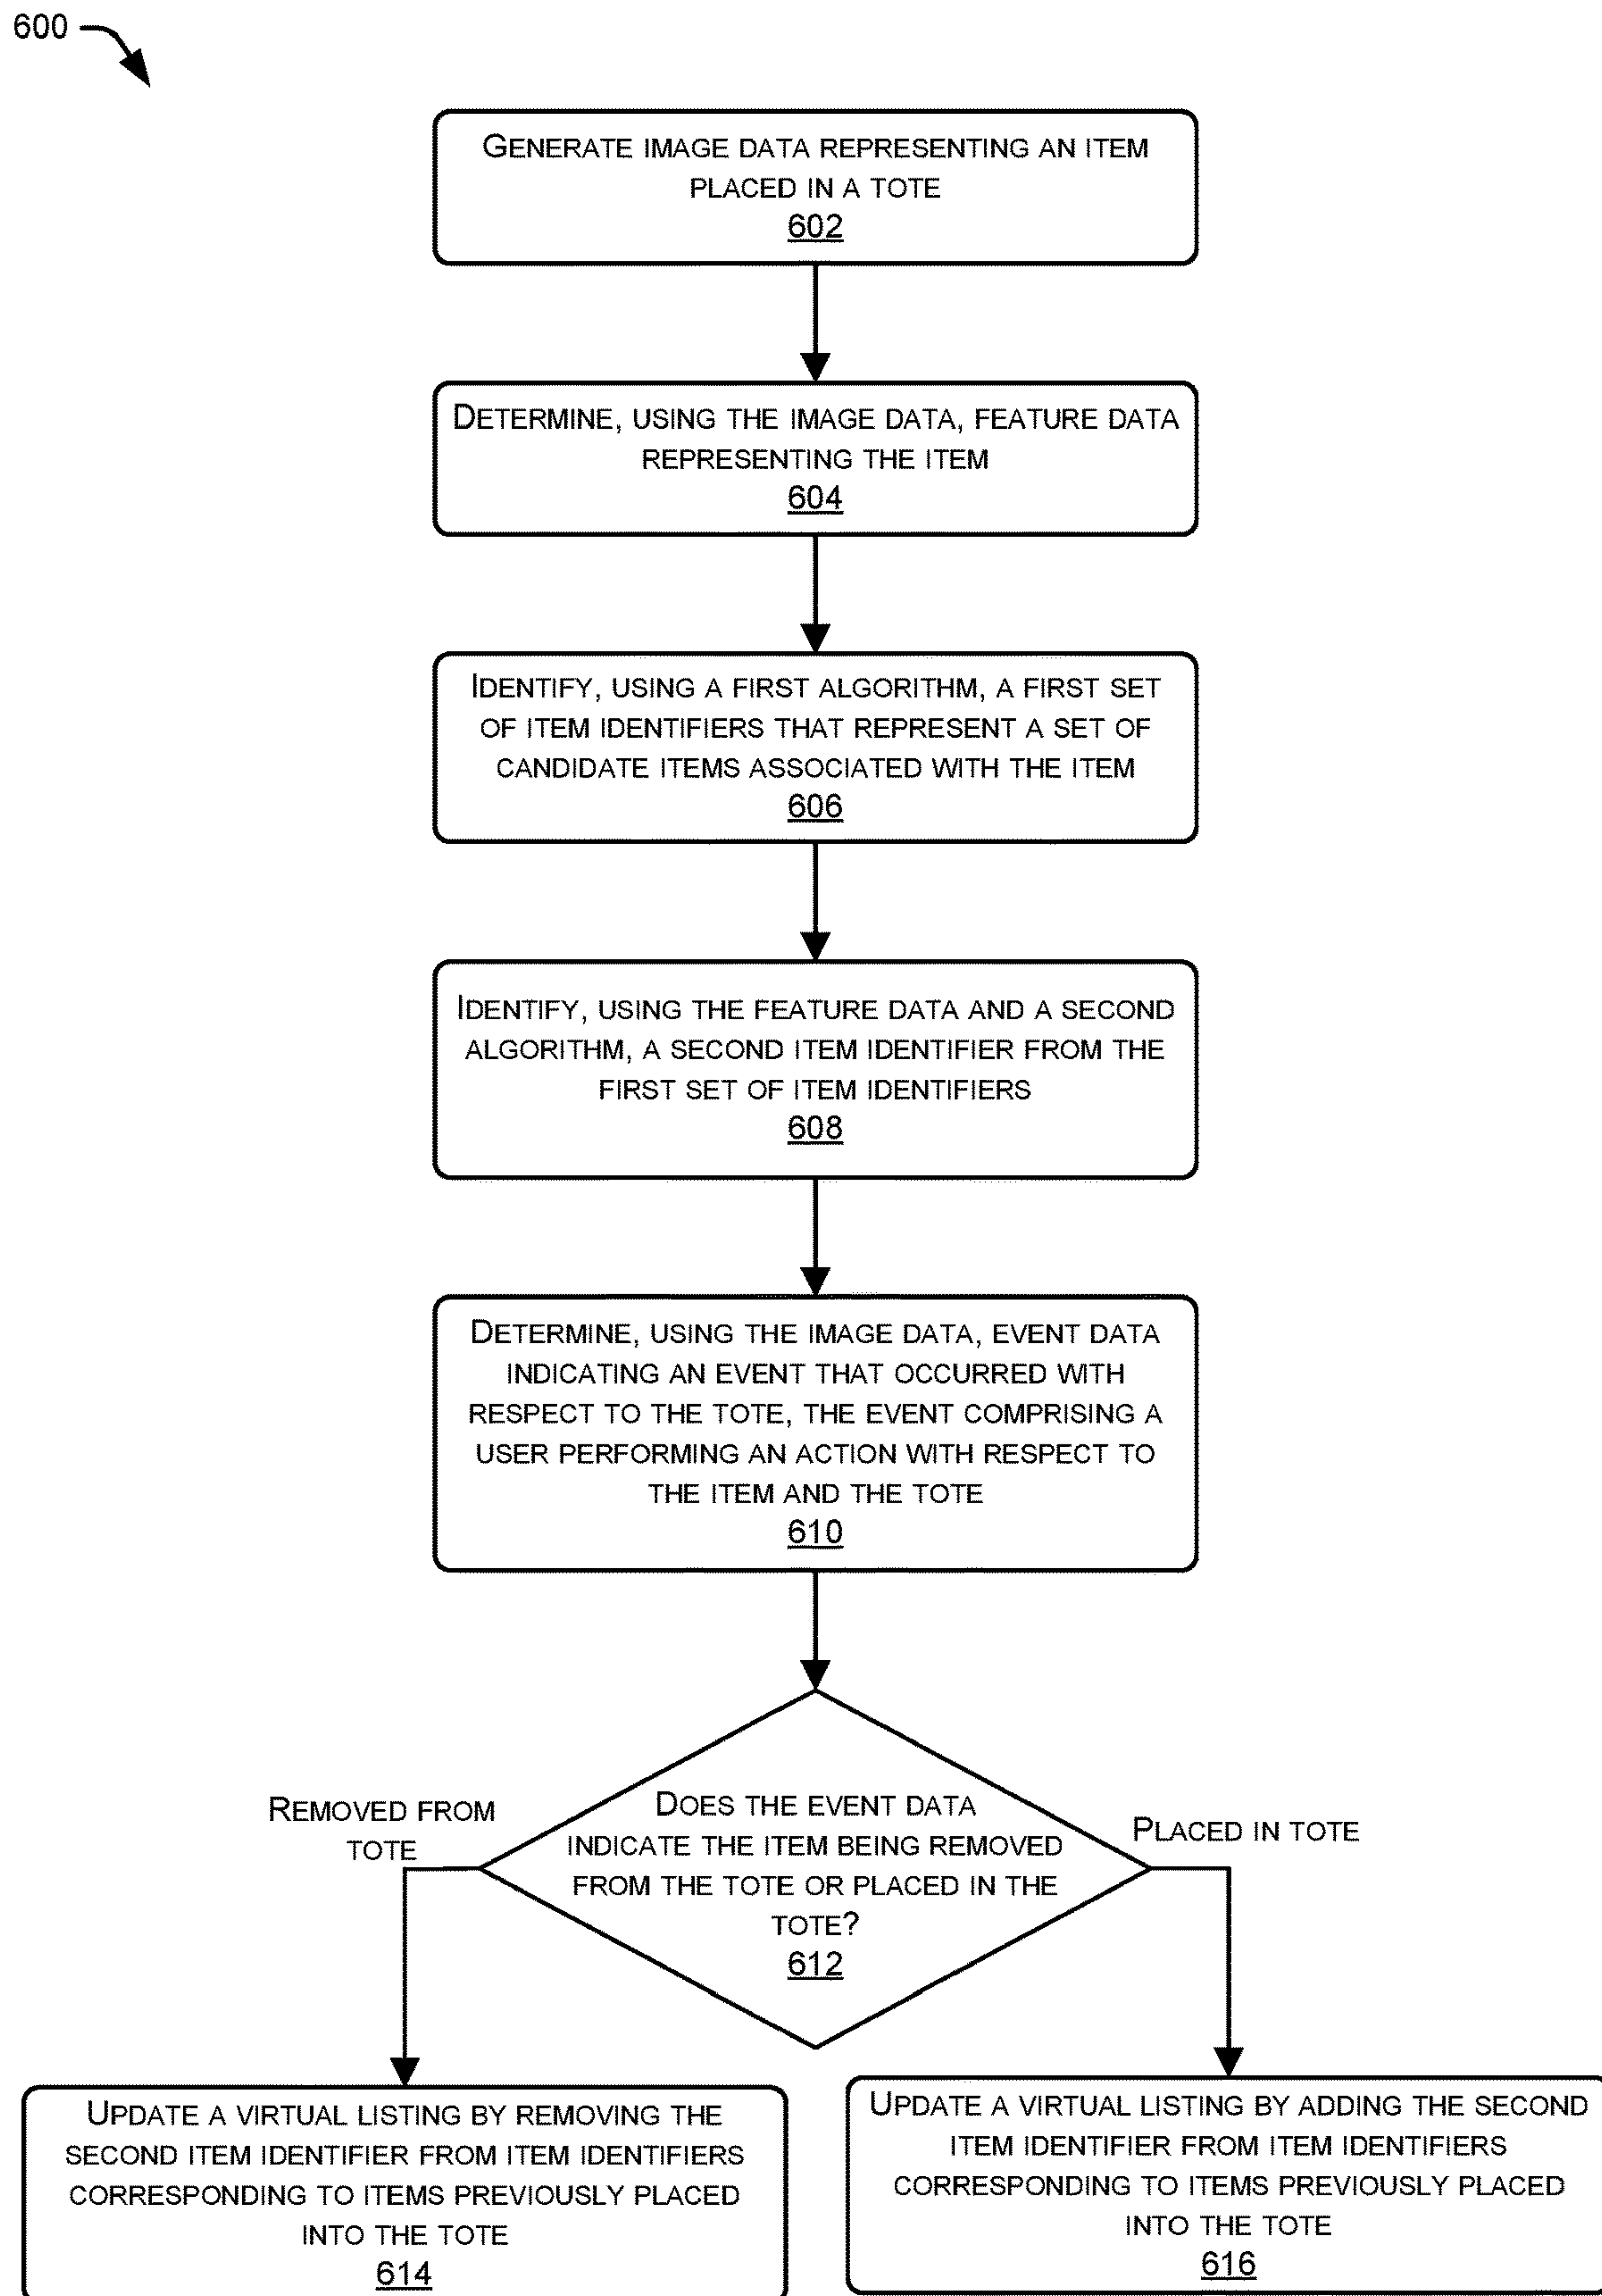 600
GENERATE IMAGE DATA REPRESENTING AN ITEM
PLACED IN A TOTE
602
DETERMINE, USING THE IMAGE DATA, FEATURE DATA
REPRESENTING THE ITEM
604
IDENTIFY, USING A FIRST ALGORITHM, A FIRST SET
OF ITEM IDENTIFIERS THAT REPRESENT A SET OF
CANDIDATE ITEMS ASSOCIATED WITH THE ITEM
606
IDENTIFY, USING THE FEATURE DATA AND A SECOND
ALGORITHM, A SECOND ITEM IDENTIFIER FROM THE
FIRST SET OF ITEM IDENTIFIERS
608
DETERMINE, USING THE IMAGE DATA, EVENT DATA
INDICATING AN EVENT THAT OCCURRED WITH
RESPECT TO THE TOTE, THE EVENT COMPRISING A
USER PERFORMING AN ACTION WITH RESPECT TO
THE ITEM AND THE TOTE
610
DOES THE EVENT DATA
INDICATE THE ITEM BEING REMOVED
FROM THE TOTE OR PLACED IN THE
TOTE?
612
REMOVED FROM
TOTE
PLACED IN TOTE
UPDATE A VIRTUAL LISTING BY REMOVING THE
SECOND ITEM IDENTIFIER FROM ITEM IDENTIFIERS
CORRESPONDING TO ITEMS PREVIOUSLY PLACED
INTO THE TOTE
614
UPDATE A VIRTUAL LISTING BY ADDING THE SECOND
ITEM IDENTIFIER FROM ITEM IDENTIFIERS
CORRESPONDING TO ITEMS PREVIOUSLY PLACED
INTO THE TOTE
616